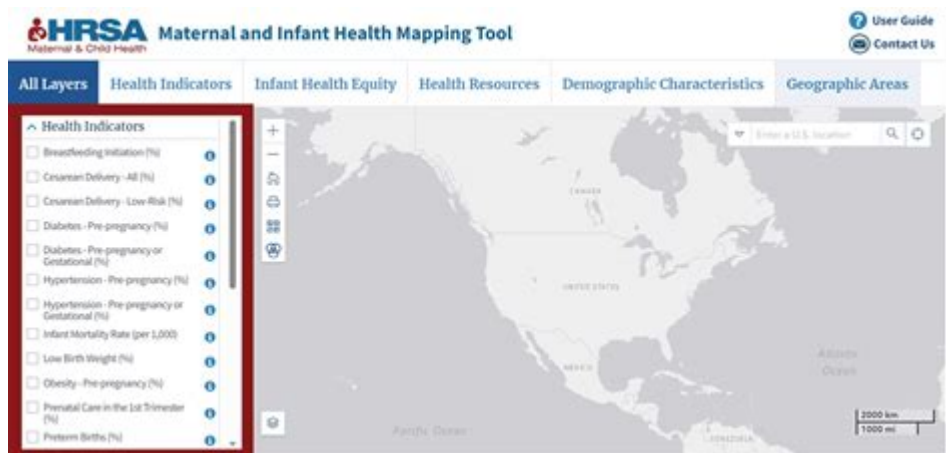 HRSA
Maternal & Child Health
Maternal and Infant Health Mapping Tool
User Guide
Contact Us
All Layers
Health Indicators
Infant Health Equity
Health Resources
Demographic Characteristics
Geographic Areas
Health Indicators
Breastfeeding Initiation (%)
Cesarean Delivery - All (%)
Cesarean Delivery - Low-Risk (%)
Diabetes - Pre-pregnancy (%)
Diabetes - Pre-pregnancy or
Gestational (%)
Hypertension - Pre-pregnancy (%)
Hypertension - Pre-pregnancy or
Gestational (%)
Infant Mortality Rate (per 1,000)
Low Birth Weight (%)
Obesity - Pre-pregnancy (%)
Prenatal Care in the 1st Trimester
(%)
Preterm Births (%)
Enter a U.S. location
CANADA
UNITED STATES
MEXICO
VENEZUELA
Atlantic
Ocean
Pacific Ocean
2000 km
1000 mi